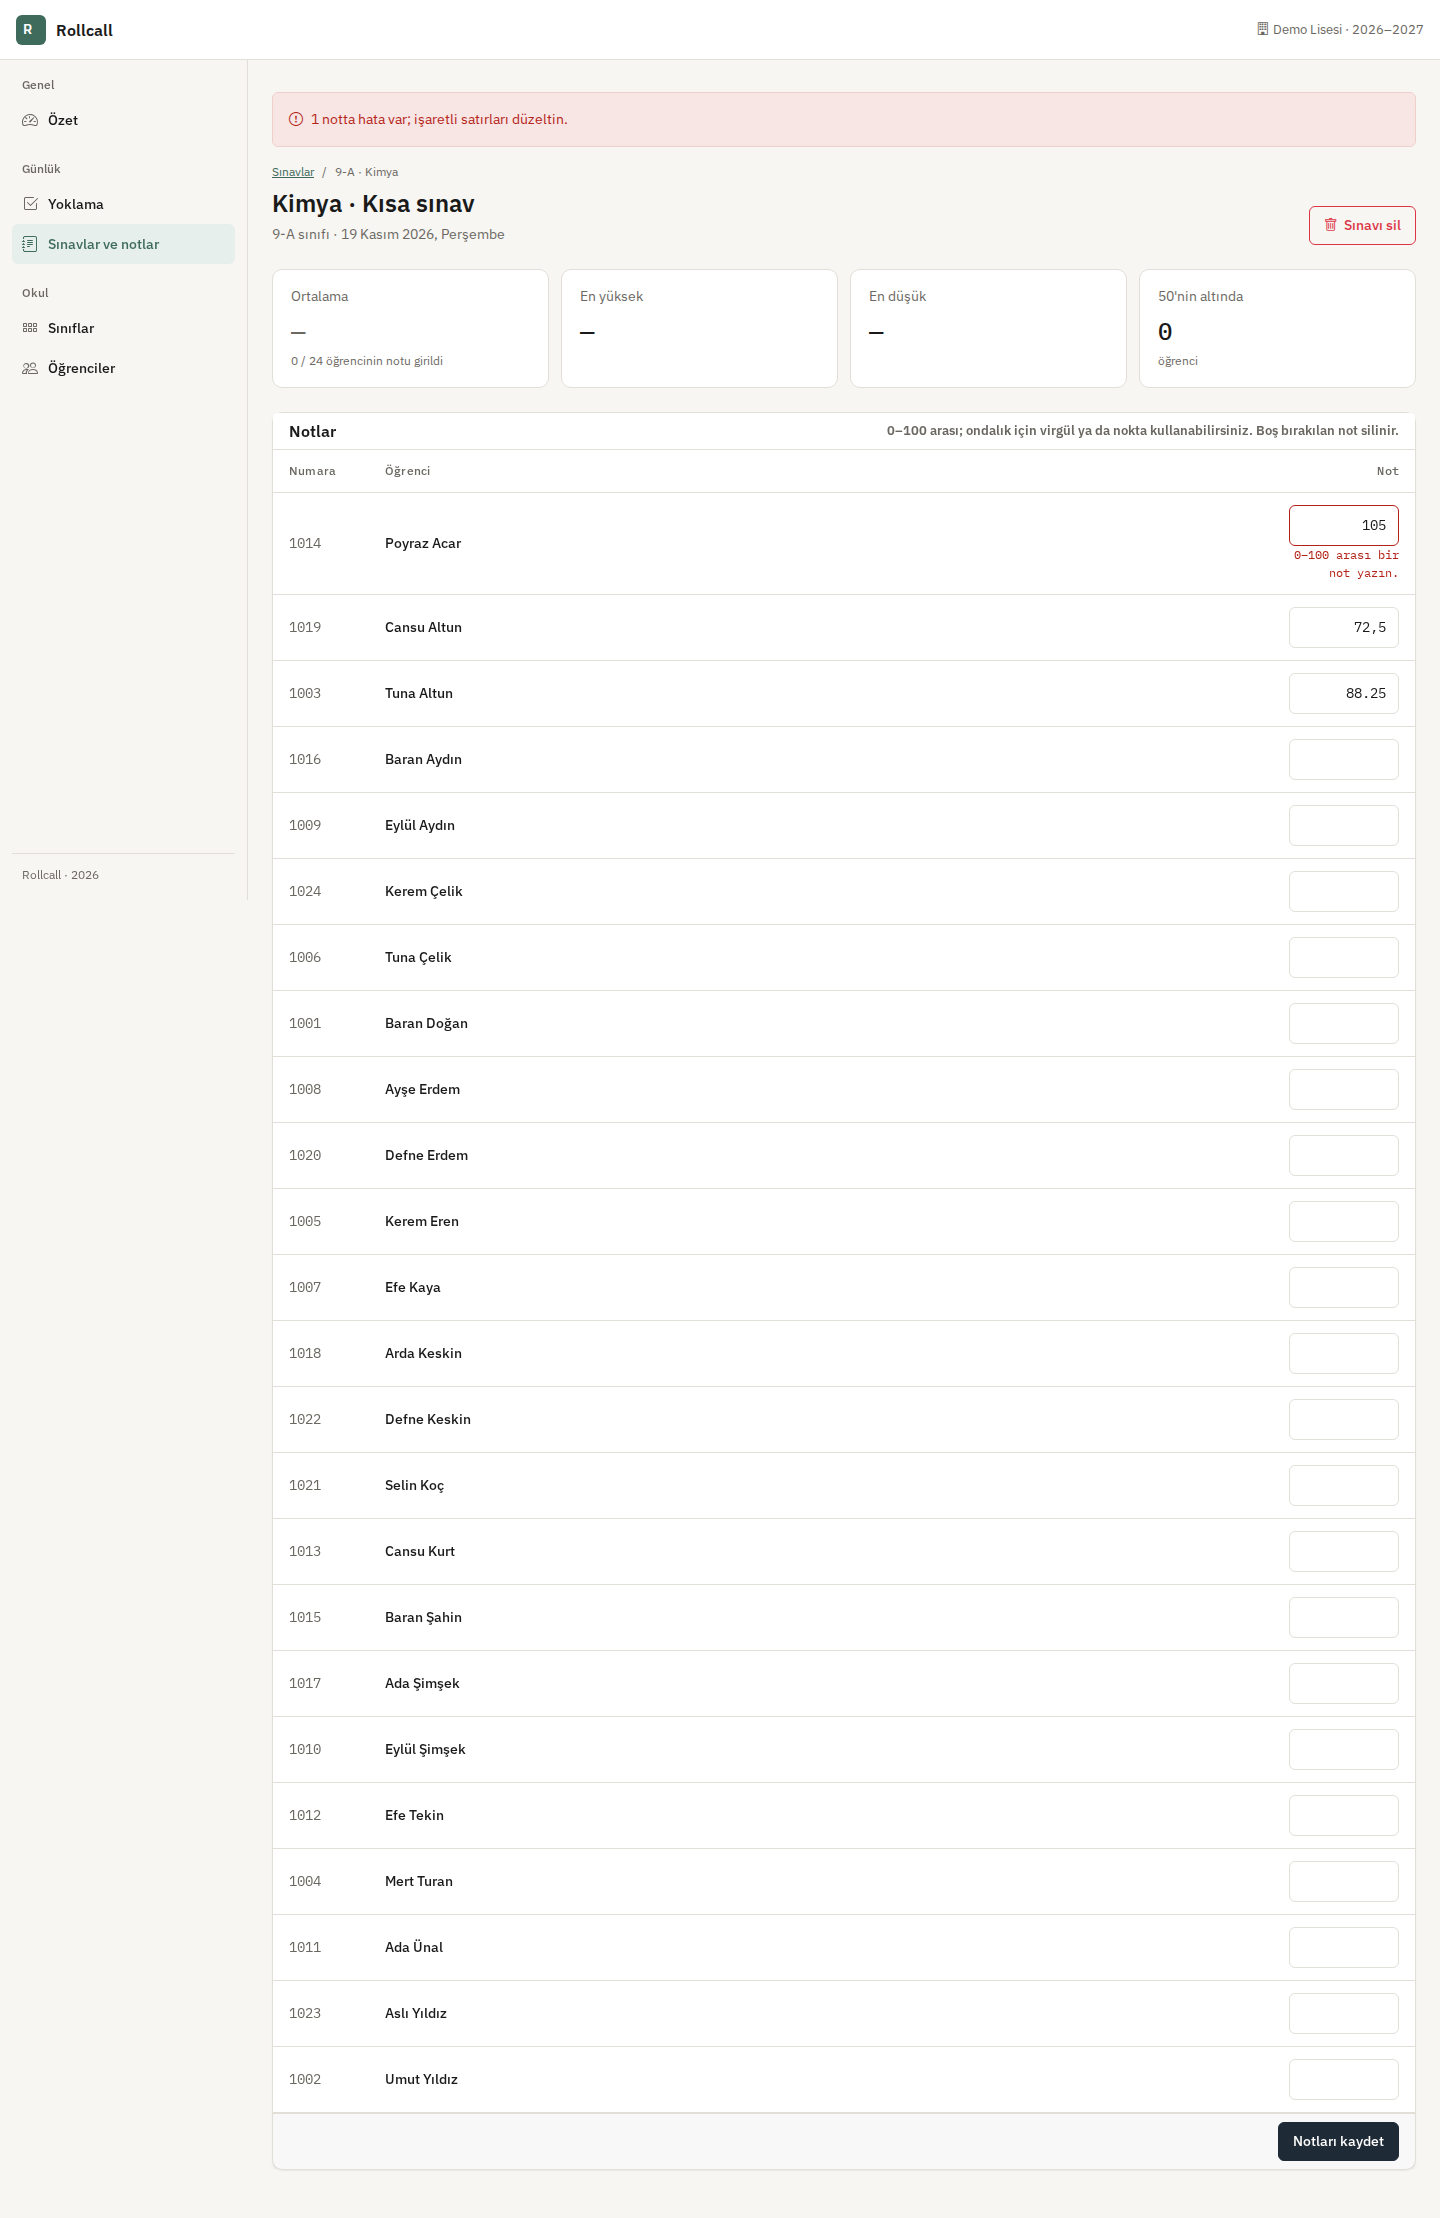 R Rollcall
Demo Lisesi · 2026–2027
Genel
Özet
Günlük
Yoklama
Sınavlar ve notlar
Okul
Sınıflar
Öğrenciler
Rollcall · 2026
1 notta hata var; işaretli satırları düzeltin.
Sınavlar / 9-A · Kimya
Kimya · Kısa sınav
9-A sınıfı · 19 Kasım 2026, Perşembe
Sınavı sil
Ortalama
—
0 / 24 öğrencinin notu girildi
En yüksek
—
En düşük
—
50'nin altında
0
öğrenci
Notlar
0–100 arası; ondalık için virgül ya da nokta kullanabilirsiniz. Boş bırakılan not silinir.
Numara Öğrenci Not
1014 Poyraz Acar 105
0–100 arası bir
not yazın.
1019 Cansu Altun 72,5
1003 Tuna Altun 88.25
1016 Baran Aydın
1009 Eylül Aydın
1024 Kerem Çelik
1006 Tuna Çelik
1001 Baran Doğan
1008 Ayşe Erdem
1020 Defne Erdem
1005 Kerem Eren
1007 Efe Kaya
1018 Arda Keskin
1022 Defne Keskin
1021 Selin Koç
1013 Cansu Kurt
1015 Baran Şahin
1017 Ada Şimşek
1010 Eylül Şimşek
1012 Efe Tekin
1004 Mert Turan
1011 Ada Ünal
1023 Aslı Yıldız
1002 Umut Yıldız
Notları kaydet